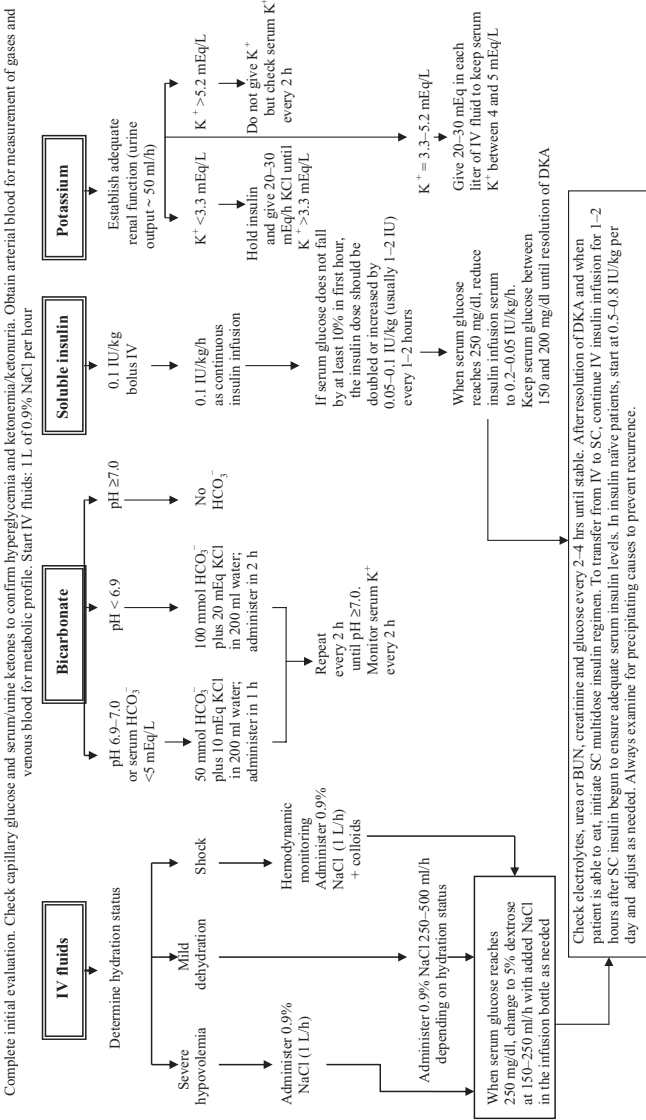 Complete initial evaluation. Check capillary glucose and serum/urine ketones to confirm hyperglycemia and ketonemia/ketonuria. Obtain arterial blood for measurement of gases and
venous blood for metabolic profile. Start IV fluids: 1 L of 0.9% NaCl per hour
IV fluids
Determine hydration status
Severe
hypovolemia
Administer 0.9%
NaCl (1 L/h)
Mild
dehydration
Administer 0.9% NaCl 250–500 ml/h
depending on hydration status
Shock
Hemodynamic
monitoring
Administer 0.9%
NaCl (1 L/h)
+ colloids
When serum glucose reaches
250 mg/dl, change to 5% dextrose
at 150–250 ml/h with added NaCl
in the infusion bottle as needed
Bicarbonate
pH 6.9–7.0
or serum HCO₃⁻
<5 mEq/L
50 mmol HCO₃⁻
plus 10 mEq KCl
in 200 ml water;
administer in 1 h
pH < 6.9
100 mmol HCO₃⁻
plus 20 mEq KCl
in 200 ml water;
administer in 2 h
Repeat
every 2 h
until pH ≥7.0.
Monitor serum K⁺
every 2 h
pH ≥7.0
No
HCO₃⁻
Soluble insulin
0.1 IU/kg
bolus IV
0.1 IU/kg/h
as continuous
insulin infusion
If serum glucose does not fall
by at least 10% in first hour,
the insulin dose should be
doubled or increased by
0.05–0.1 IU/kg (usually 1–2 IU)
every 1–2 hours
When serum glucose
reaches 250 mg/dl, reduce
insulin infusion serum
to 0.2–0.05 IU/kg/h.
Keep serum glucose between
150 and 200 mg/dl until resolution of DKA
Potassium
Establish adequate
renal function (urine
output ~ 50 ml/h)
K⁺ <3.3 mEq/L
Hold insulin
and give 20–30
mEq/h KCl until
K⁺ >3.3 mEq/L
K⁺ >5.2 mEq/L
Do not give K⁺
but check serum K⁺
every 2 h
K⁺ = 3.3–5.2 mEq/L
Give 20–30 mEq in each
liter of IV fluid to keep serum
K⁺ between 4 and 5 mEq/L
Check electrolytes, urea or BUN, creatinine and glucose every 2–4 hrs until stable. After resolution of DKA and when
patient is able to eat, initiate SC multidose insulin regimen. To transfer from IV to SC, continue IV insulin infusion for 1–2
hours after SC insulin begun to ensure adequate serum insulin levels. In insulin naïve patients, start at 0.5–0.8 IU/kg per
day and adjust as needed. Always examine for precipitating causes to prevent recurrence.